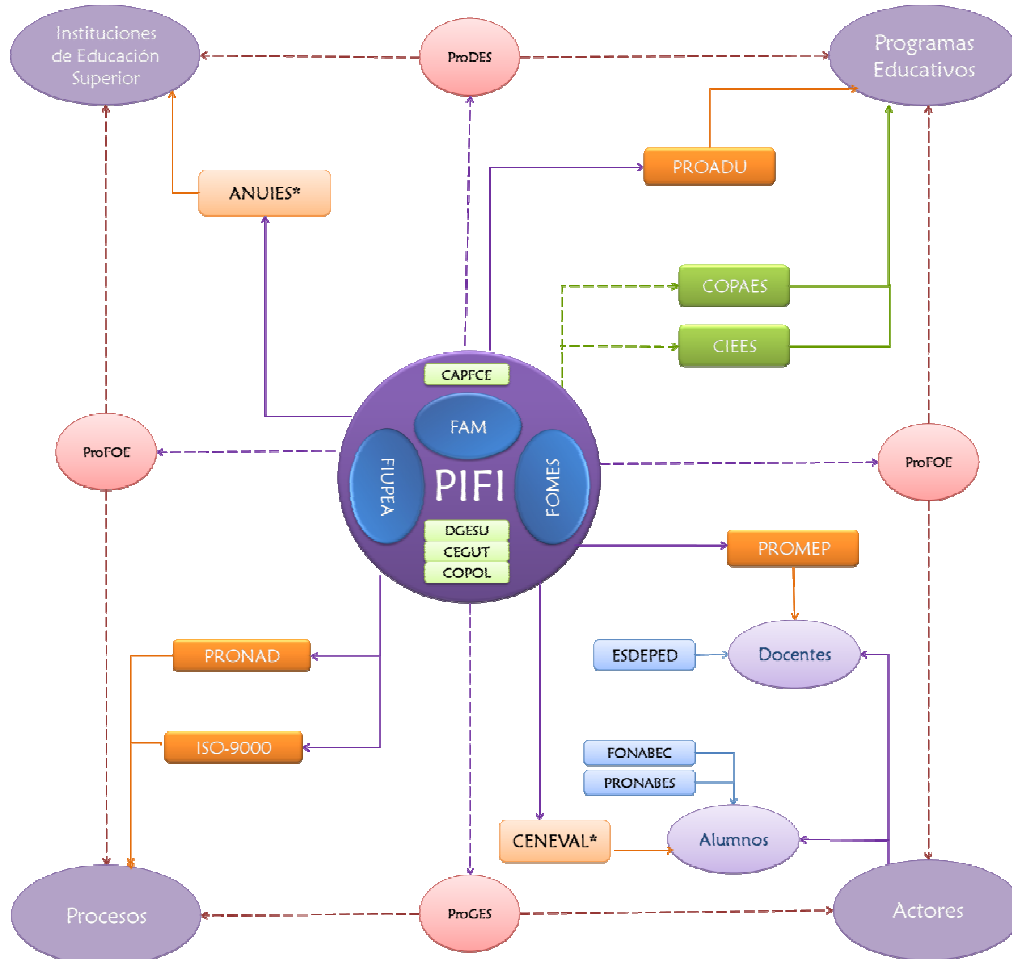 Instituciones
de Educación
Superior
ProDES
Programas
Educativos
PROADU
ANUIES*
COPAES
CIEES
CAPFCE
FAM
ProFOE
FIUPEA
PIFI
FOMES
ProFOE
DGESU
CEGUT
COPOL
PROMEP
PRONAD
ESDEPED
Docentes
ISO-9000
FONABEC
PRONABES
CENEVAL*
Alumnos
Procesos
ProGES
Actores